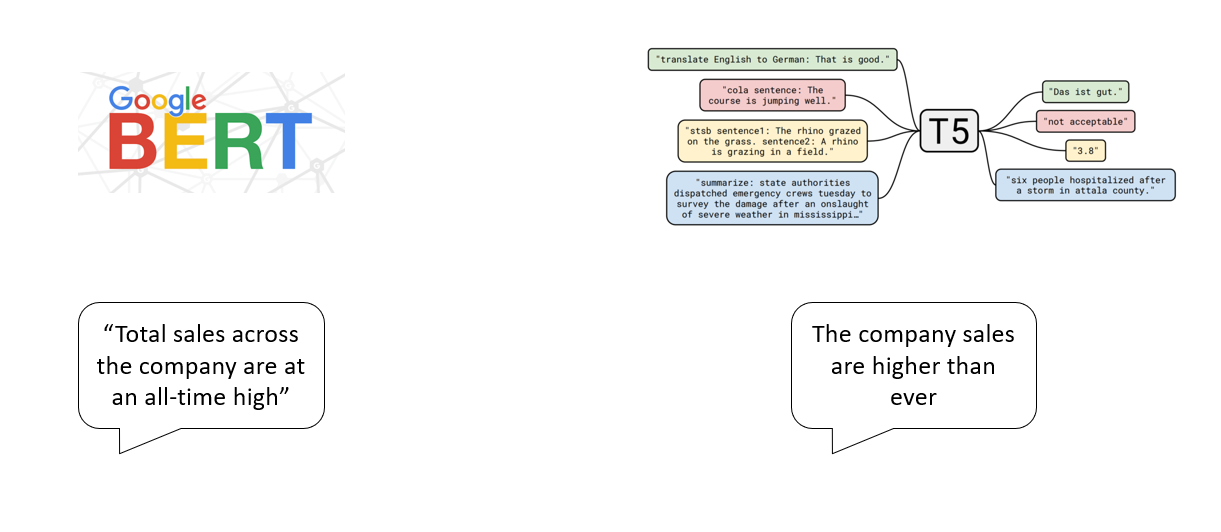 Google
BERT
"translate English to German: That is good."
"cola sentence: The
course is jumping well."
"stsb sentence1: The rhino grazed
on the grass. sentence2: A rhino
is grazing in a field."
"summarize: state authorities
dispatched emergency crews tuesday to
survey the damage after an onslaught
of severe weather in mississippi…"
T5
"Das ist gut."
"not acceptable"
"3.8"
"six people hospitalized after
a storm in attala county."
“Total sales across
the company are at
an all-time high”
The company sales
are higher than
ever